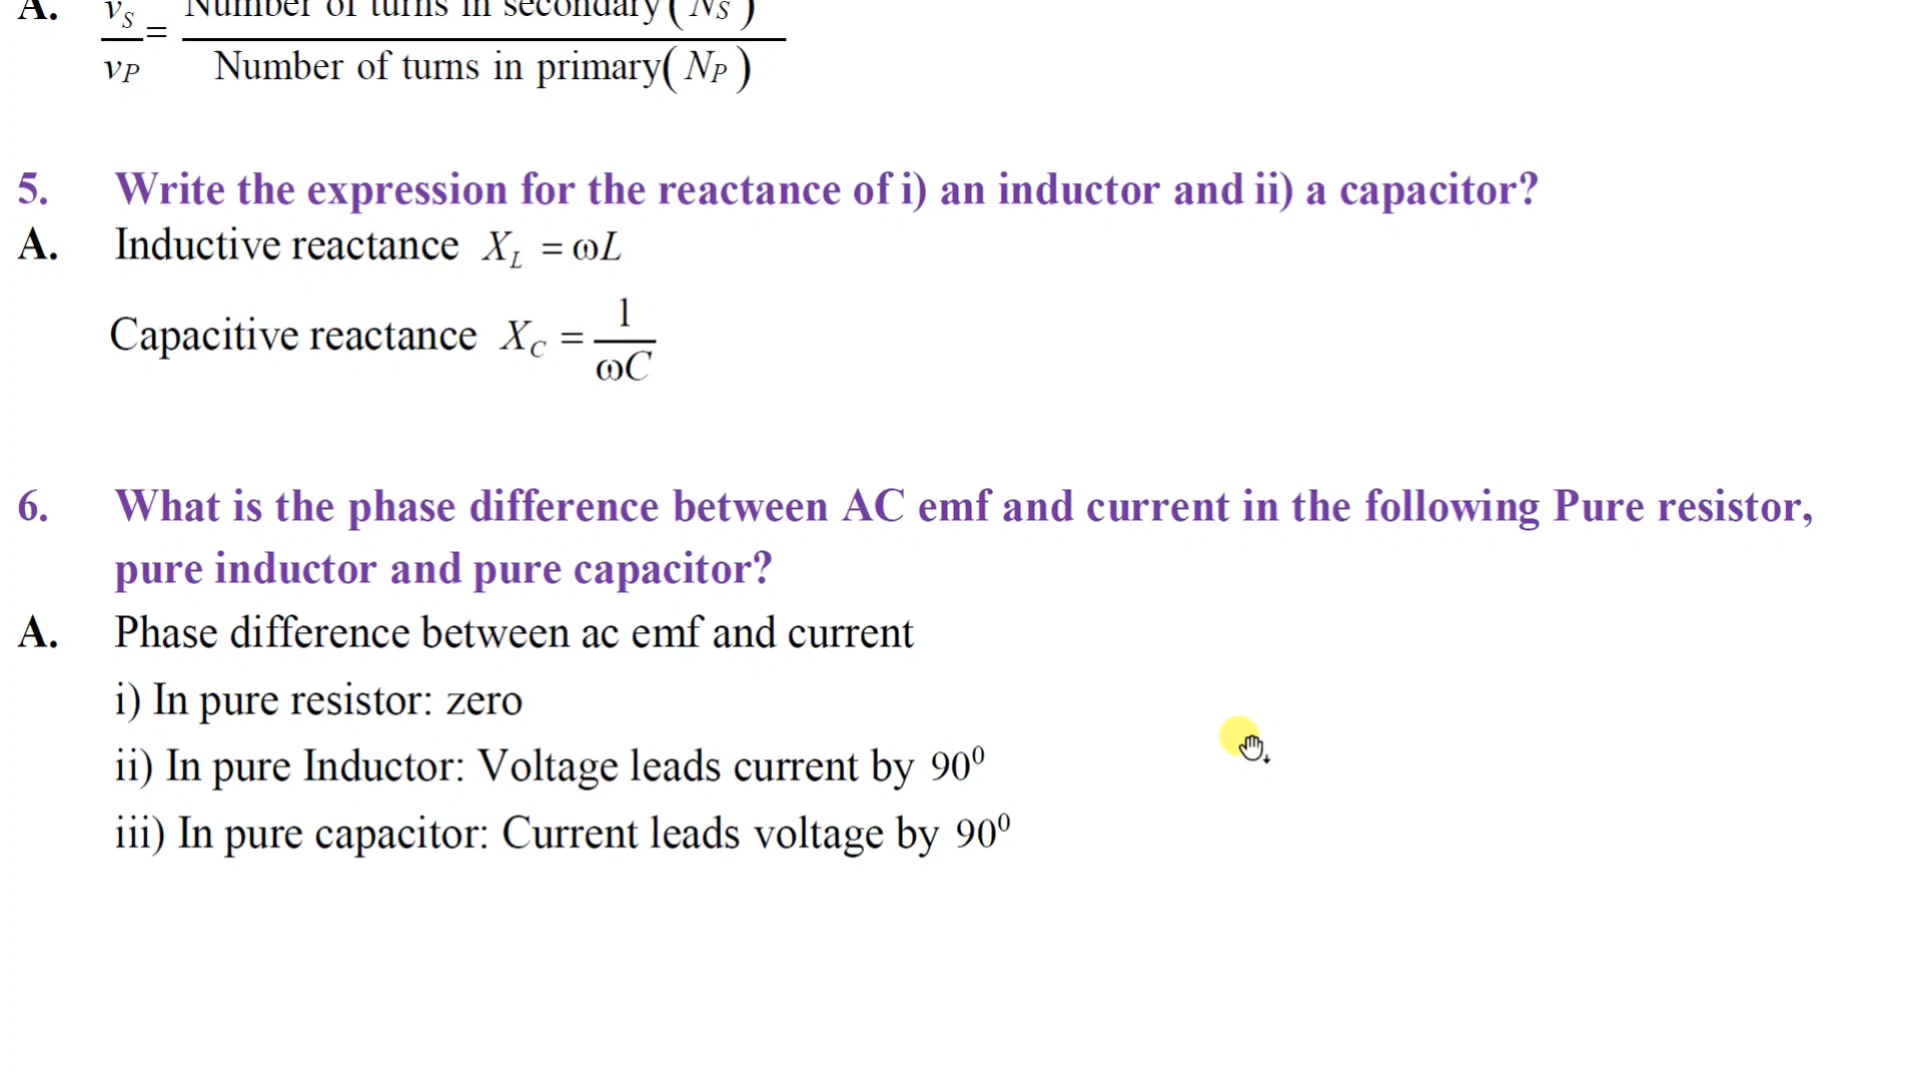 A. vS = Number of turns in secondary( NS )
vP Number of turns in primary( NP )
5. Write the expression for the reactance of i) an inductor and ii) a capacitor?
A. Inductive reactance XL = ωL
Capacitive reactance XC = 1
ωC
6. What is the phase difference between AC emf and current in the following Pure resistor,
pure inductor and pure capacitor?
A. Phase difference between ac emf and current
i) In pure resistor: zero
ii) In pure Inductor: Voltage leads current by 90⁰
iii) In pure capacitor: Current leads voltage by 90⁰